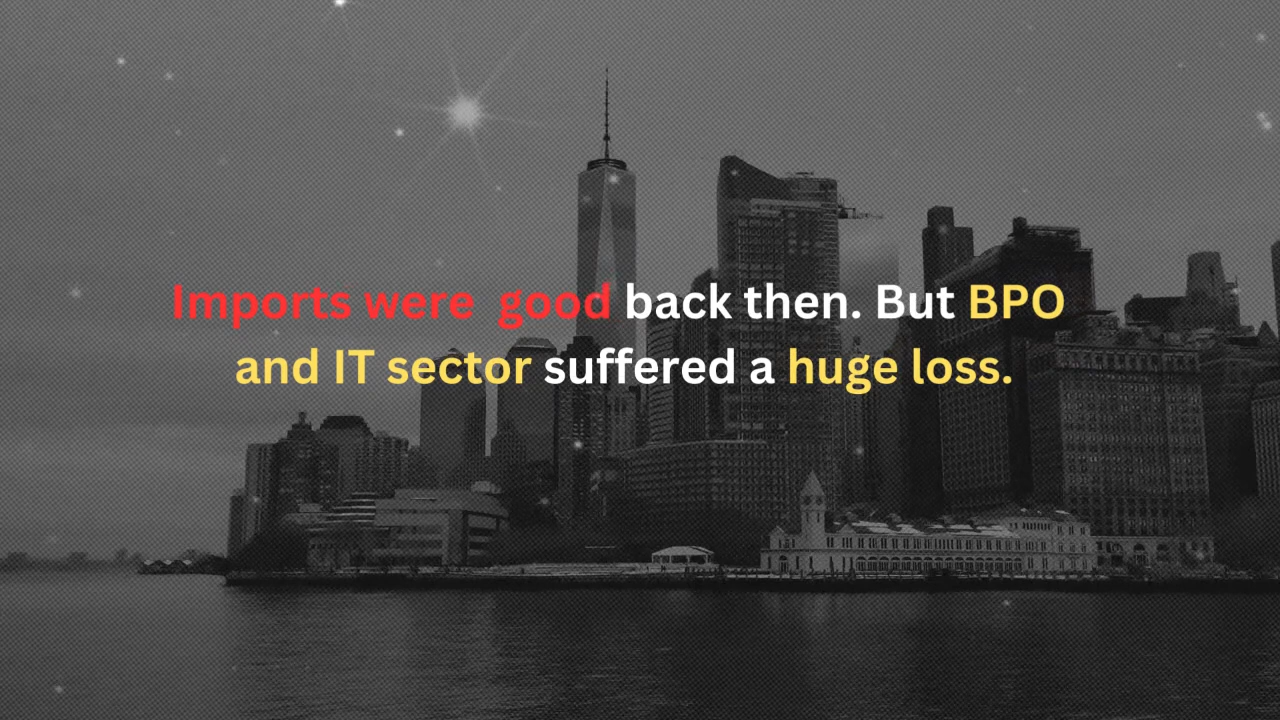 Imports were  good back then. But BPO
and IT sector suffered a huge loss.